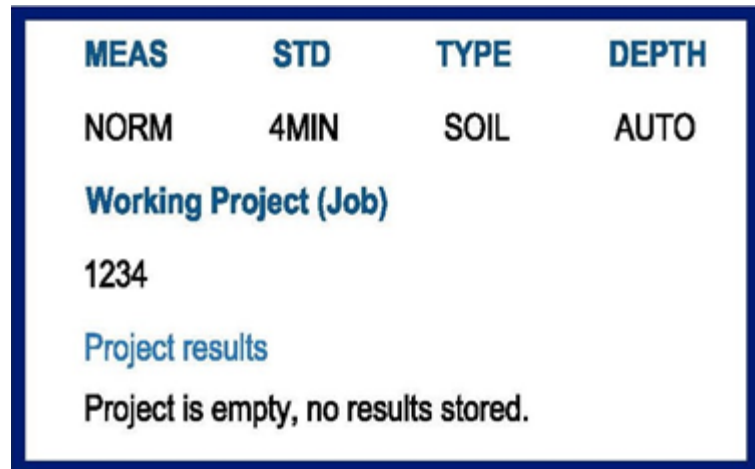 MEAS STD TYPE DEPTH
NORM 4MIN SOIL AUTO
Working Project (Job)
1234
Project results
Project is empty, no results stored.